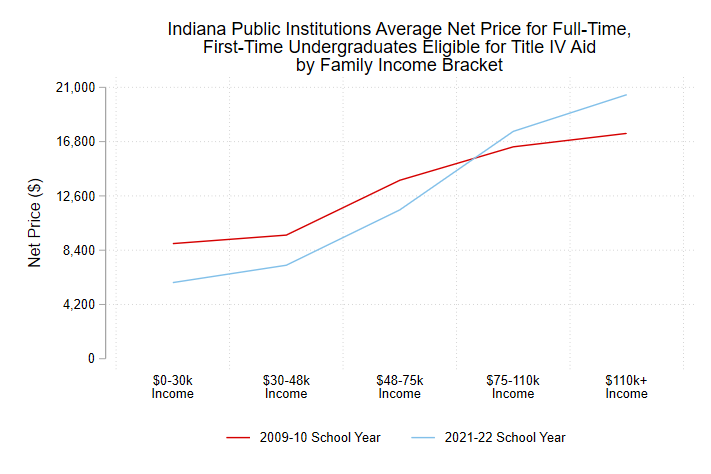 Indiana Public Institutions Average Net Price for Full-Time,
First-Time Undergraduates Eligible for Title IV Aid
by Family Income Bracket
Net Price ($)
21,000
16,800
12,600
8,400
4,200
0
$0-30k
Income
$30-48k
Income
$48-75k
Income
$75-110k
Income
$110k+
Income
2009-10 School Year
2021-22 School Year